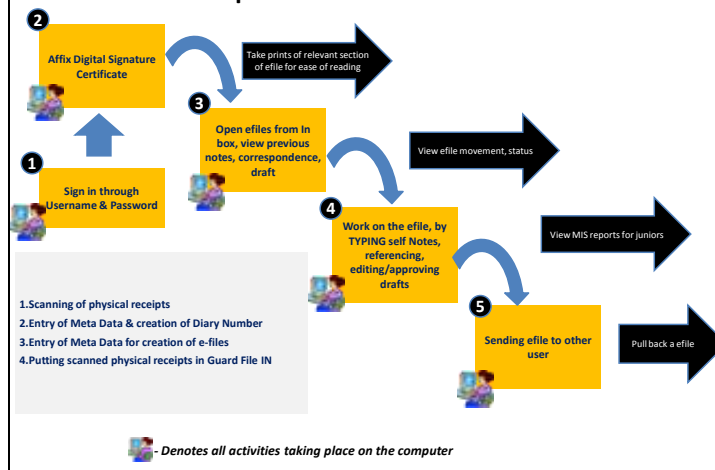 2
Affix Digital Signature
Certificate
Take prints of relevant section
of efile for ease of reading
3
Open efiles from In
box, view previous
notes, correspondence,
draft
View efile movement, status
1
Sign in through
Username & Password
4
Work on the efile, by
TYPING self Notes,
referencing,
editing/approving
drafts
View MIS reports for juniors
1.Scanning of physical receipts
2.Entry of Meta Data & creation of Diary Number
3.Entry of Meta Data for creation of e-files
4.Putting scanned physical receipts in Guard File IN
5
Sending efile to other
user
Pull back a efile
- Denotes all activities taking place on the computer